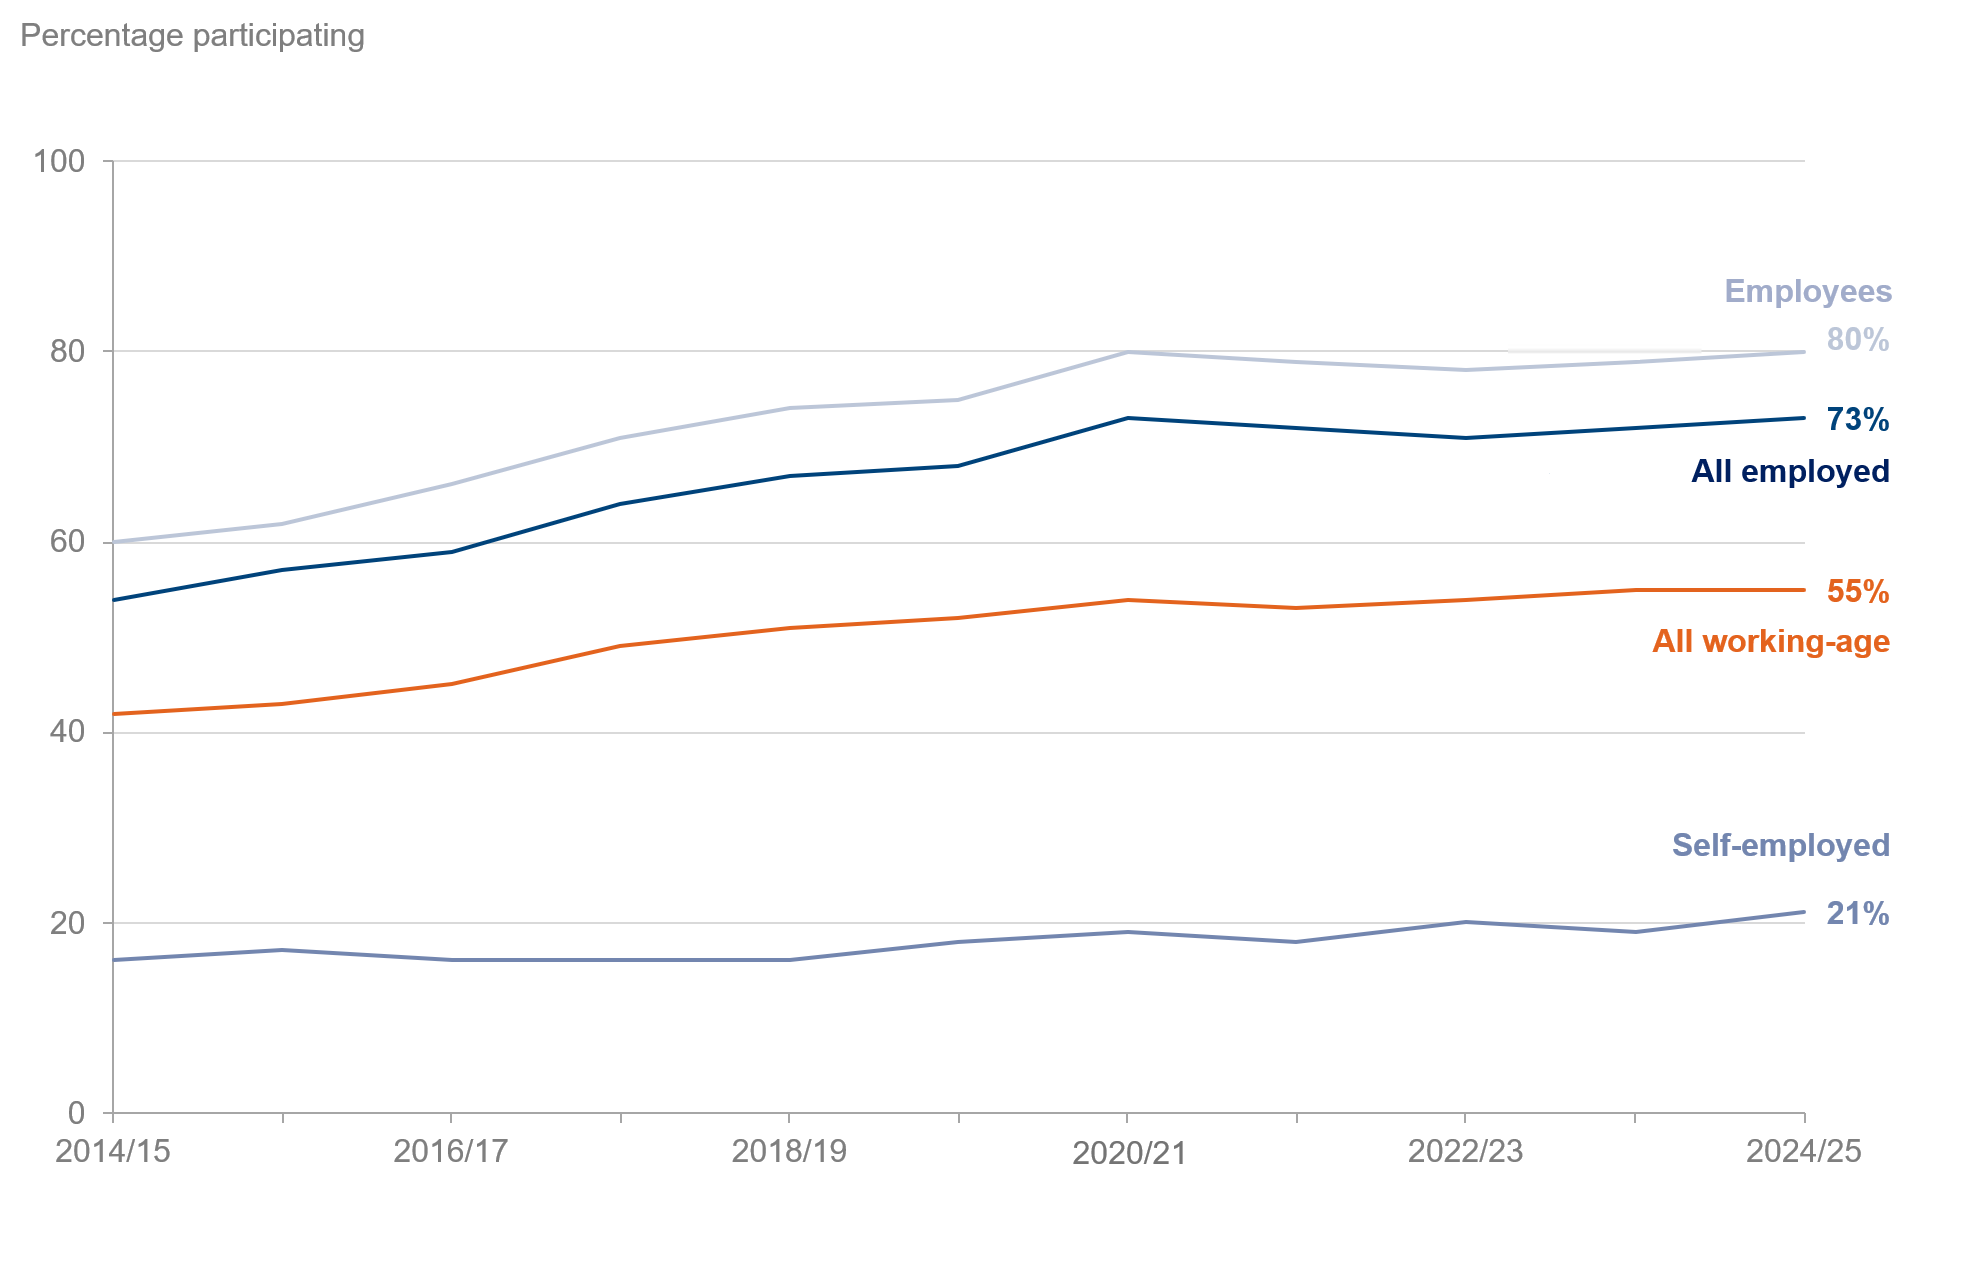 Percentage participating
100
80
60
40
20
0
Employees
80%
73%
All employed
55%
All working-age
Self-employed
21%
2014/15 2016/17 2018/19 2020/21 2022/23 2024/25